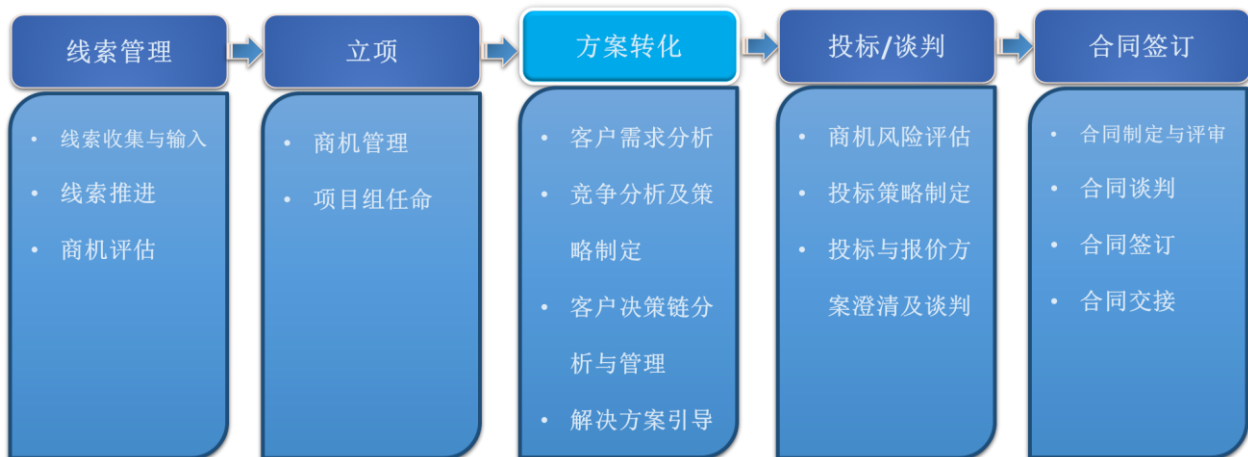 线索管理
立项
方案转化
投标/谈判
合同签订
• 线索收集与输入
• 线索推进
• 商机评估
• 商机管理
• 项目组任命
• 客户需求分析
• 竞争分析及策
略制定
• 客户决策链分
析与管理
• 解决方案引导
• 商机风险评估
• 投标策略制定
• 投标与报价方
案澄清及谈判
• 合同制定与评审
• 合同谈判
• 合同签订
• 合同交接